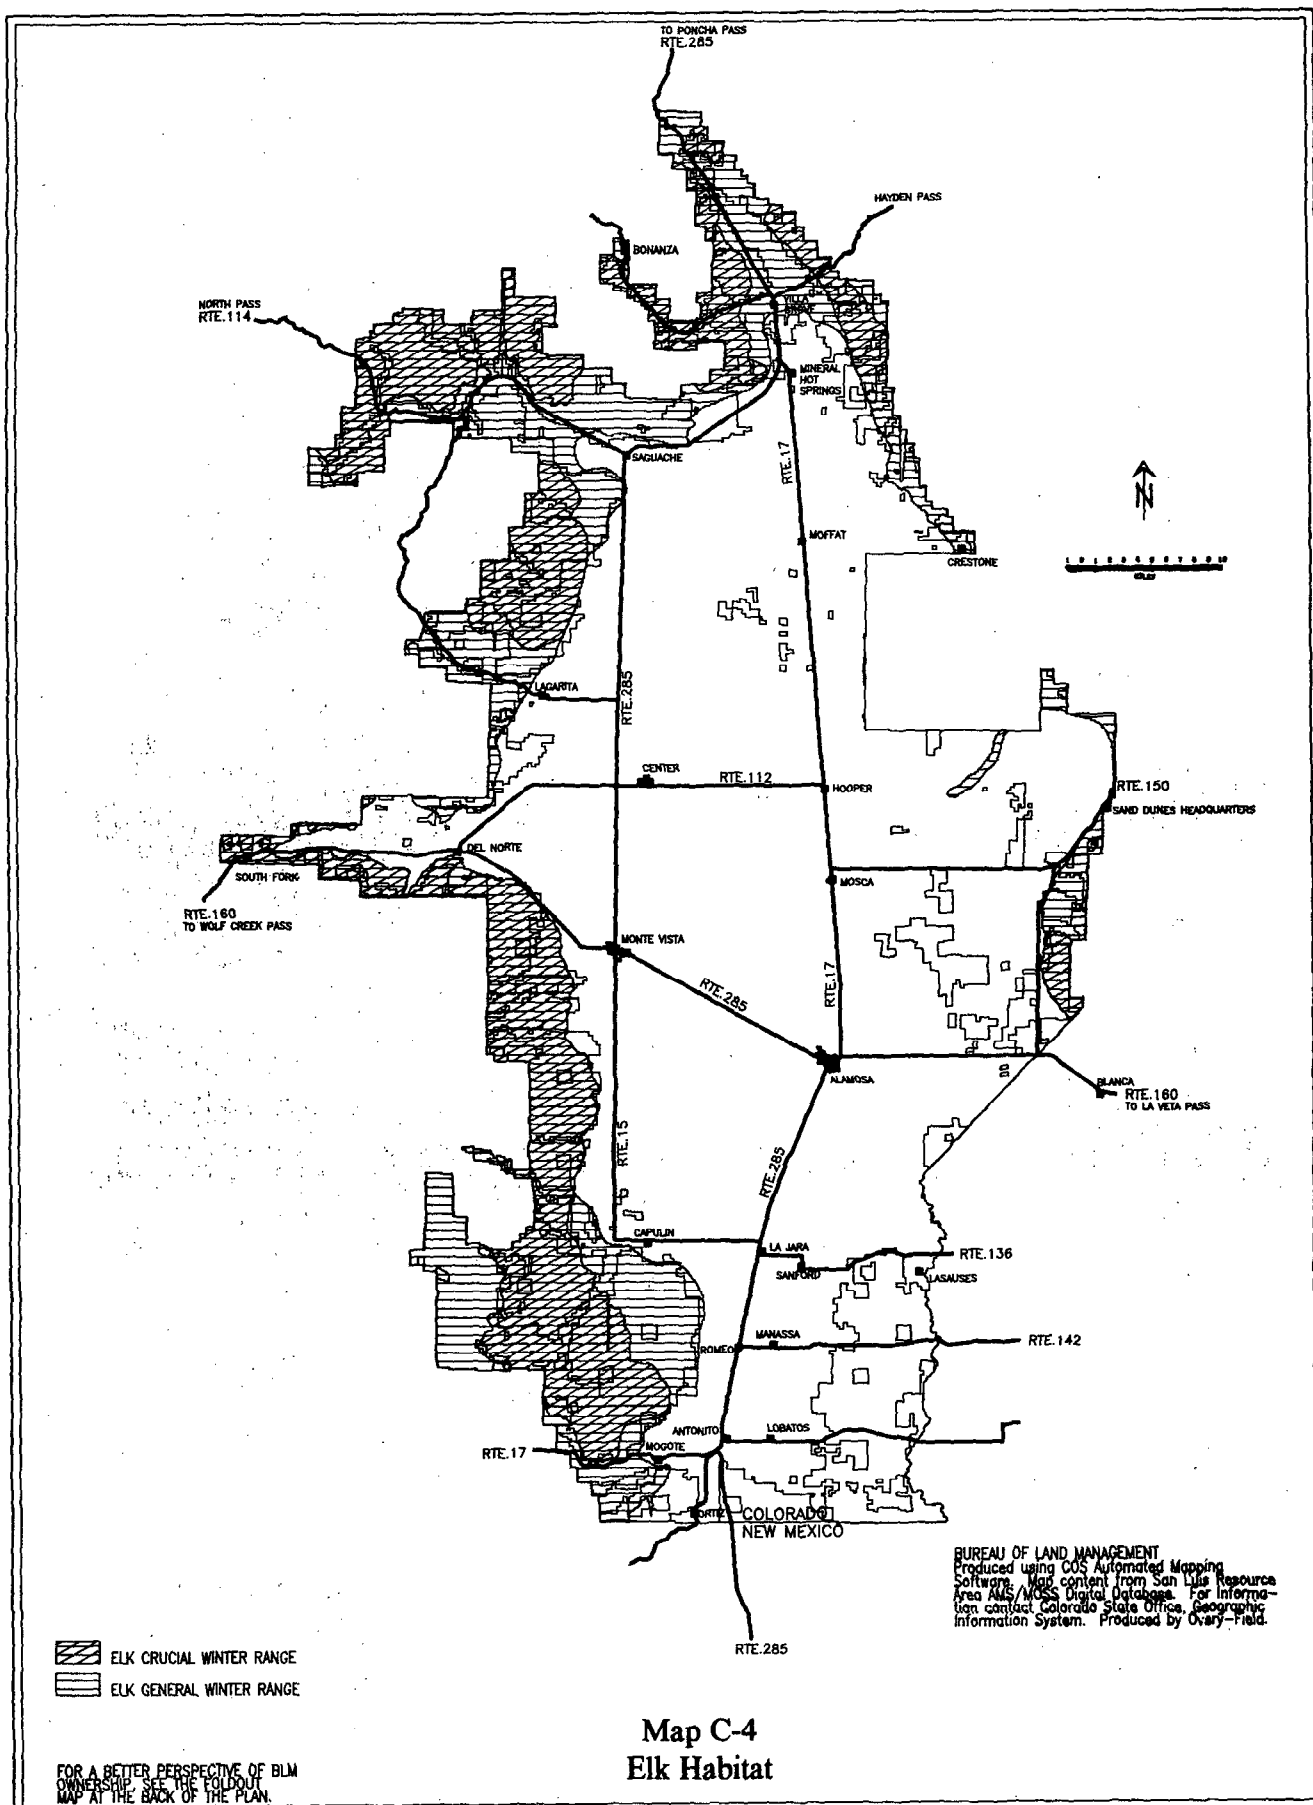 TO PONCHA PASS
RTE.285
HAYDEN PASS
BONANZA
NORTH PASS
RTE.114
VILLA
GROVE
MINERAL
HOT
SPRINGS
SAGUACHE
RTE.17
N
MOFFAT
CRESTONE
MILES
LAGARITA
RTE.285
CENTER
RTE.112
HOOPER
RTE.150
SAND DUNES HEADQUARTERS
DEL NORTE
SOUTH FORK
MOSCA
RTE.160
TO WOLF CREEK PASS
MONTE VISTA
RTE.285
RTE.17
ALAMOSA
BLANCA
RTE.160
TO LA VETA PASS
RTE.15
RTE.285
CAPULIN
LA JARA
RTE.136
SANFORD
LASAUSES
MANASSA
ROMEO
RTE.142
ANTONITO
LOBATOS
RTE.17
MOGOTE
ORTIZ
COLORADO
NEW MEXICO
BUREAU OF LAND MANAGEMENT
Produced using COS Automated Mapping
Software. Map content from San Luis Resource
Area AMS/MOSS Digital Database. For Informa-
tion contact Colorado State Office, Geographic
Information System. Produced by Overy-Field.
RTE.285
ELK CRUCIAL WINTER RANGE
ELK GENERAL WINTER RANGE
Map C-4
Elk Habitat
FOR A BETTER PERSPECTIVE OF BLM
OWNERSHIP, SEE THE FOLDOUT
MAP AT THE BACK OF THE PLAN.